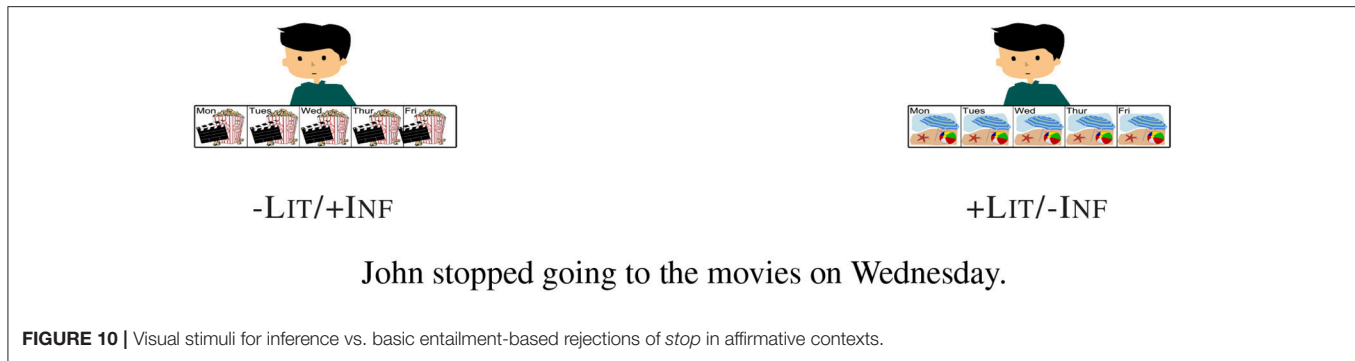 Mon Tues Wed Thur Fri
Mon Tues Wed Thur Fri
-LIT/+INF
+LIT/-INF
John stopped going to the movies on Wednesday.
FIGURE 10 | Visual stimuli for inference vs. basic entailment-based rejections of stop in affirmative contexts.